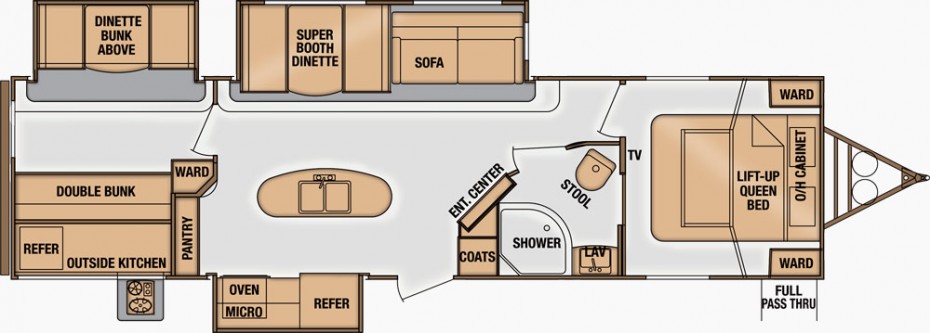 DINETTE
BUNK
ABOVE
SUPER
BOOTH
DINETTE
SOFA
WARD
TV
LIFT-UP
QUEEN
BED
O/H CABINET
WARD
DOUBLE BUNK
ENT. CENTER
STOOL
PANTRY
REFER
OUTSIDE KITCHEN
COATS
SHOWER
LAV
WARD
OVEN
MICRO
REFER
FULL
PASS THRU